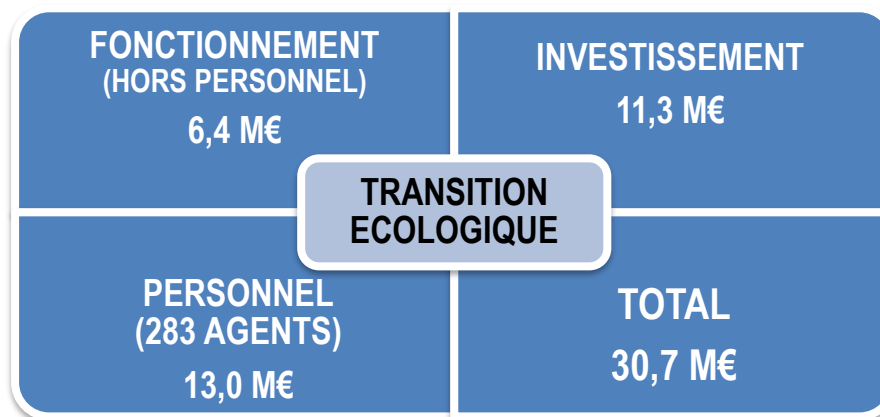 FONCTIONNEMENT
(HORS PERSONNEL)
6,4 M€
INVESTISSEMENT
11,3 M€
TRANSITION
ECOLOGIQUE
PERSONNEL
(283 AGENTS)
13,0 M€
TOTAL
30,7 M€